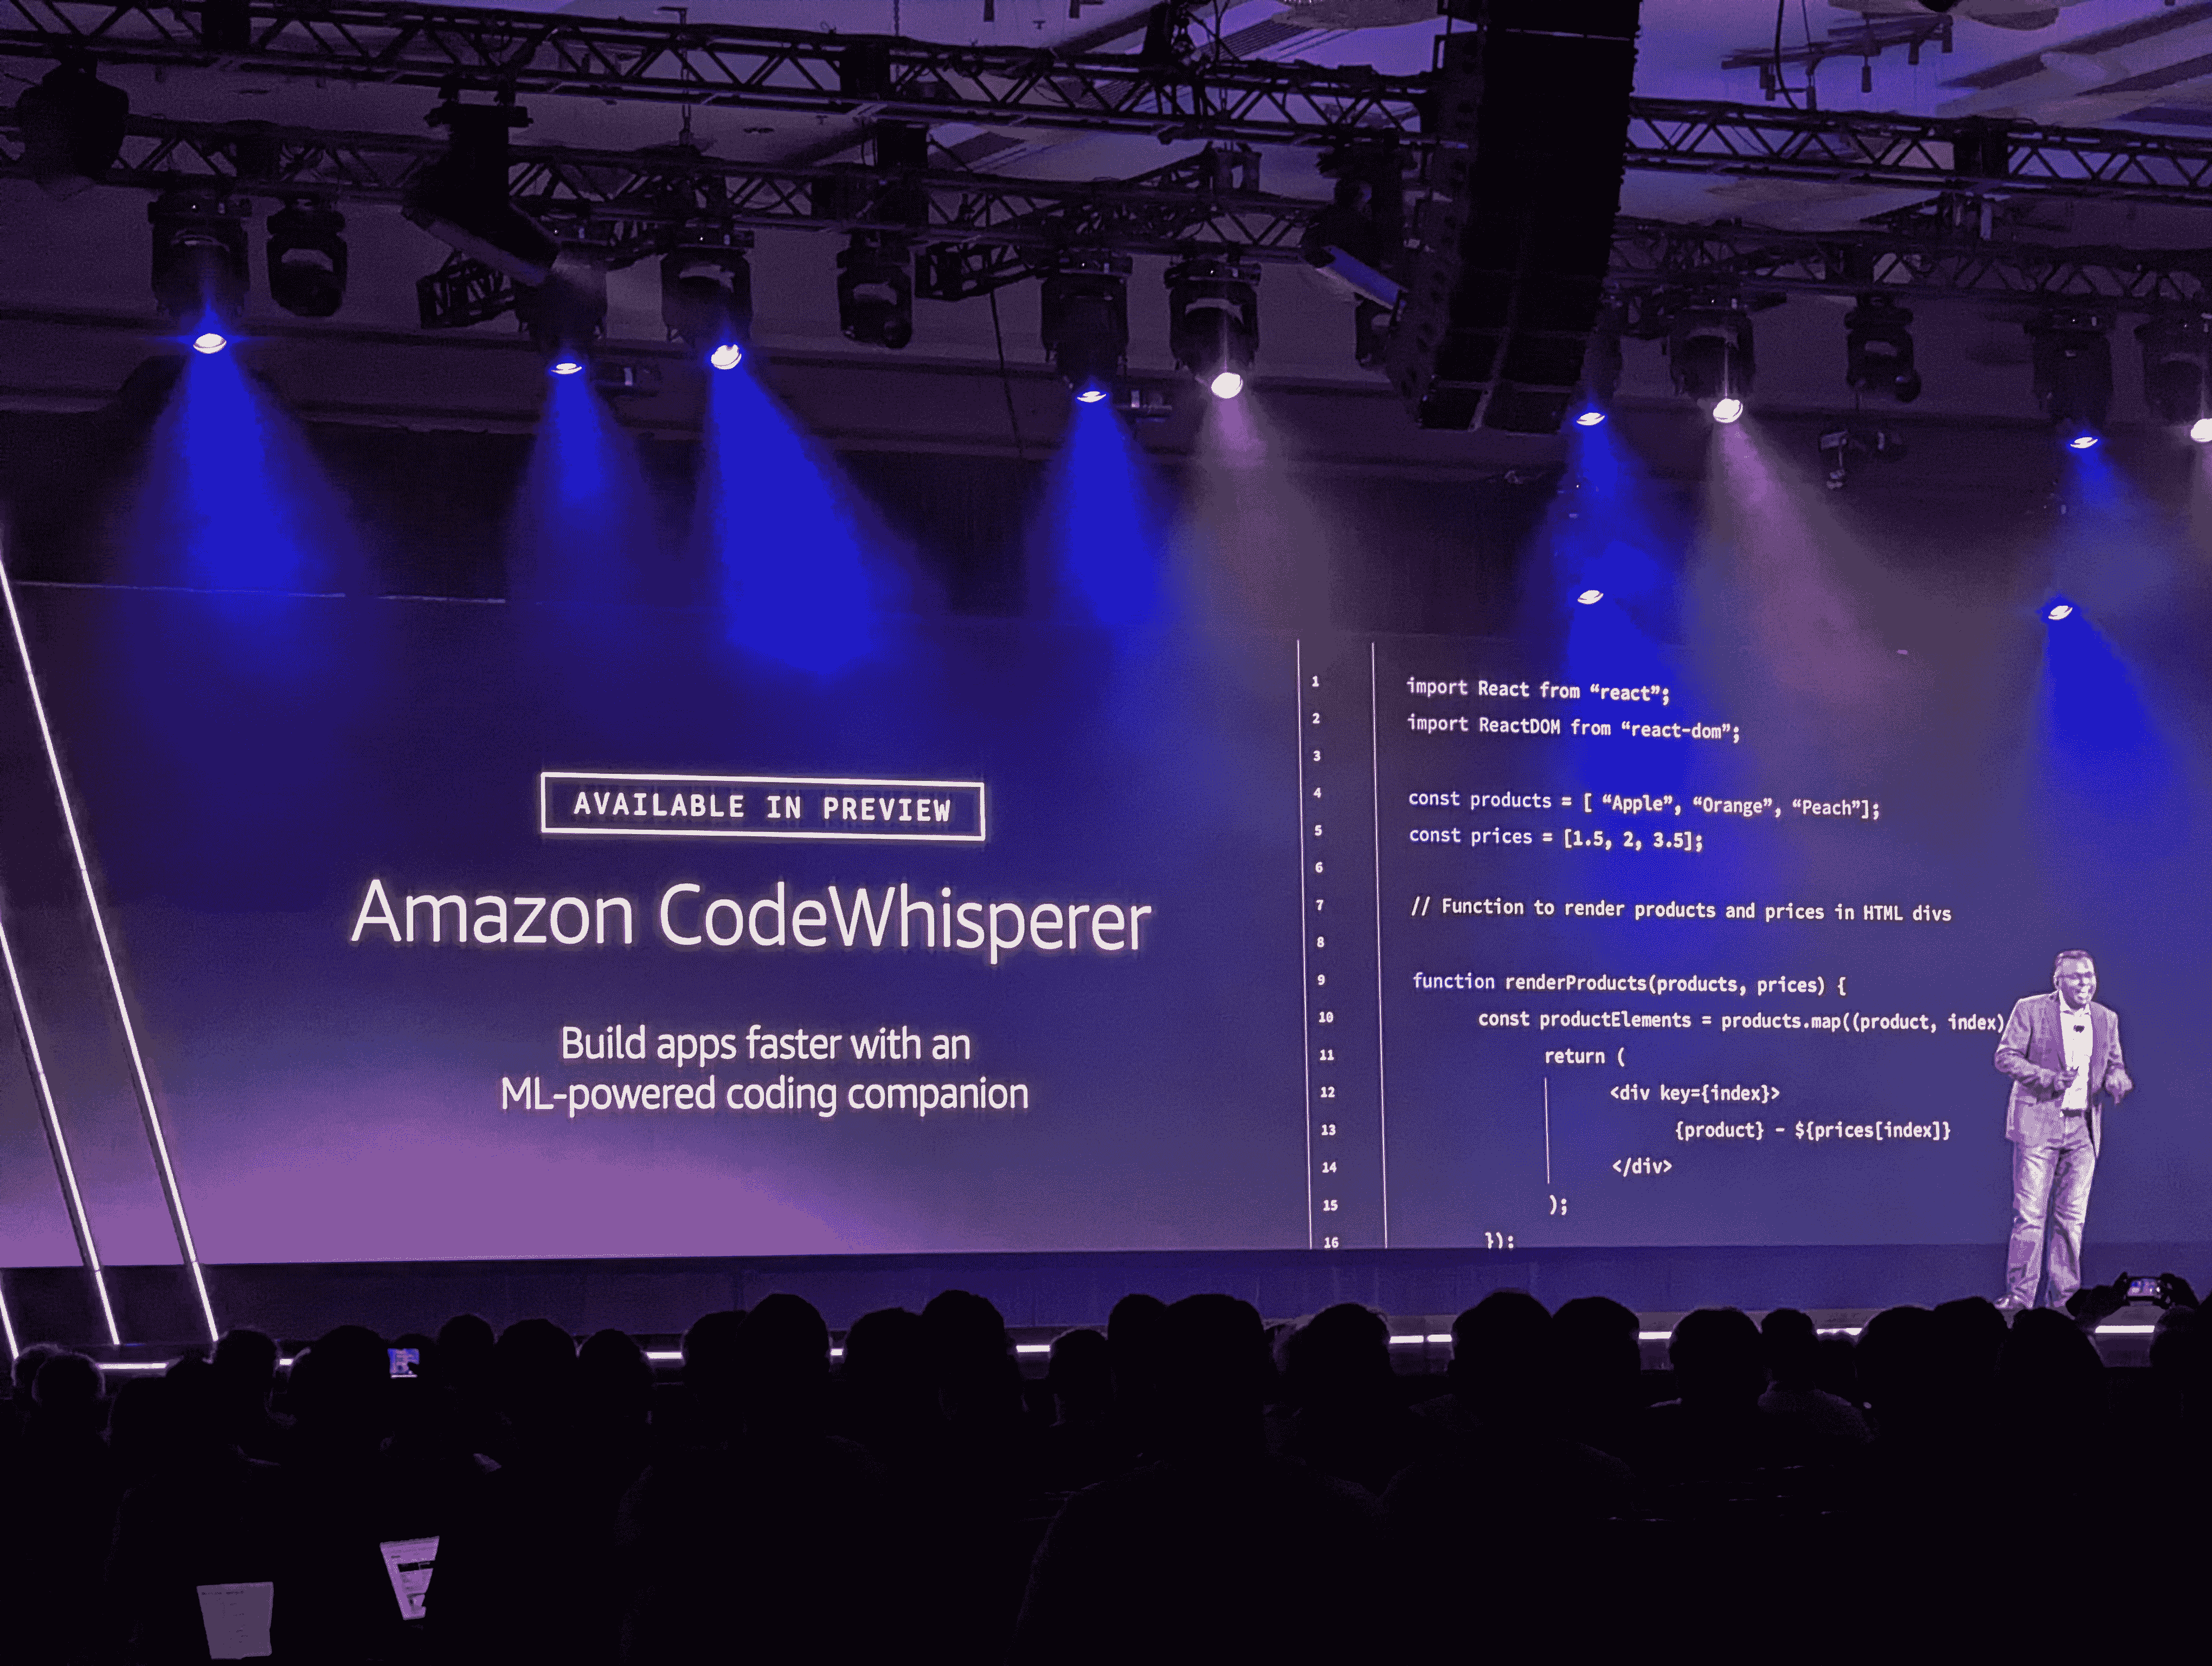 AVAILABLE IN PREVIEW
Amazon CodeWhisperer
Build apps faster with an
ML-powered coding companion
1 import React from “react”;
2 import ReactDOM from “react-dom”;
3
4 const products = [ “Apple”, “Orange”, “Peach”];
5 const prices = [1.5, 2, 3.5];
6
7 // Function to render products and prices in HTML divs
8
9 function renderProducts(products, prices) {
10 const productElements = products.map((product, index)
11 return (
12 <div key={index}>
13 {product} - ${prices[index]}
14 </div>
15 );
16 });